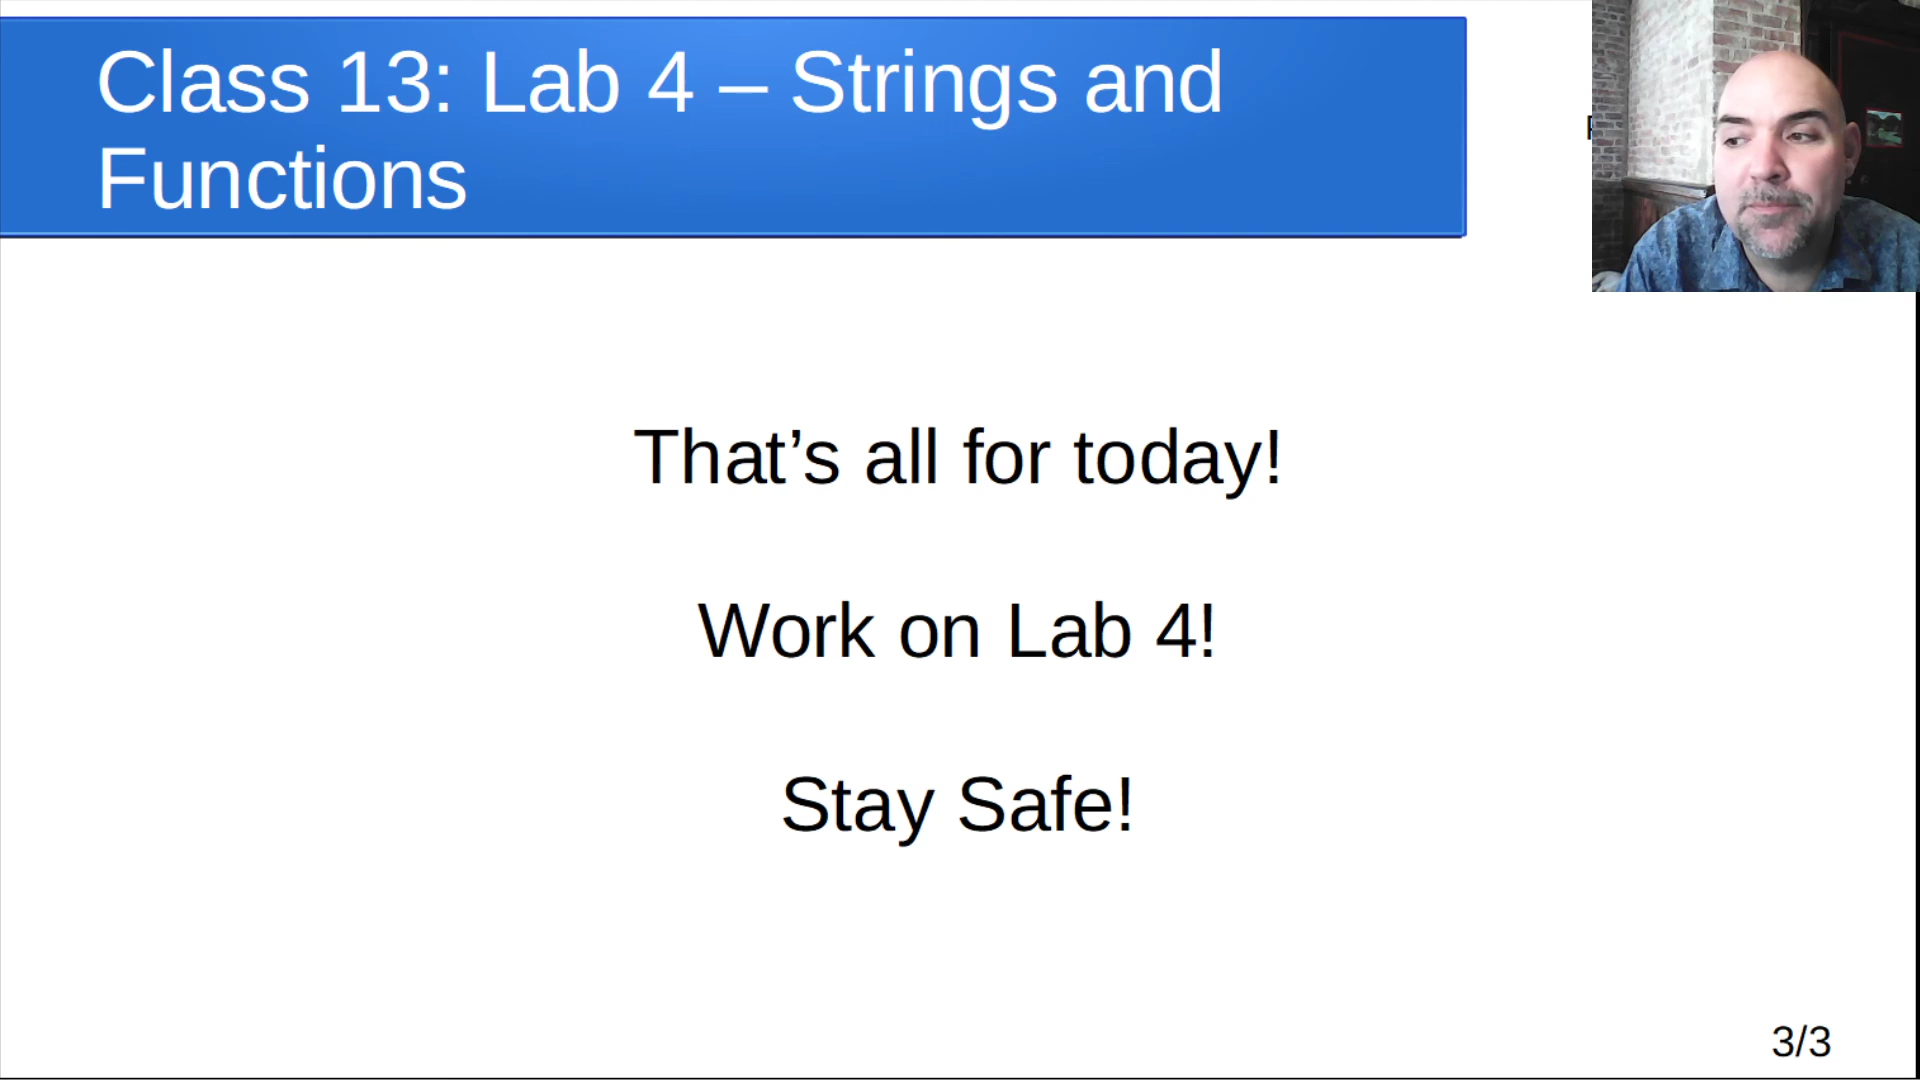 Class 13: Lab 4 – Strings and
Functions
That’s all for today!
Work on Lab 4!
Stay Safe!
3/3